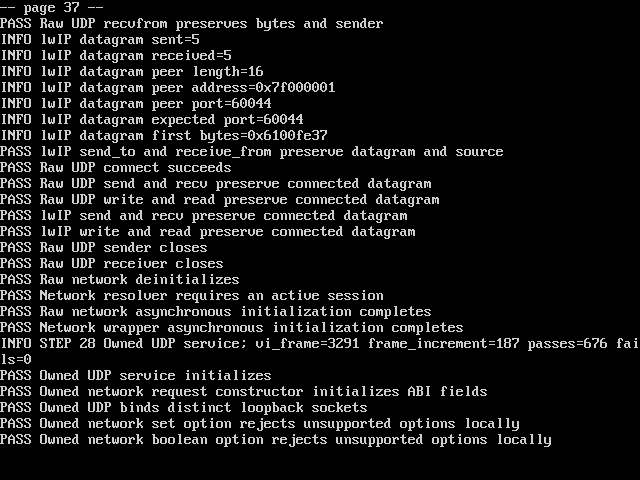 -- page 37 --
PASS Raw UDP recvfrom preserves bytes and sender
INFO lwIP datagram sent=5
INFO lwIP datagram received=5
INFO lwIP datagram peer length=16
INFO lwIP datagram peer address=0x7f000001
INFO lwIP datagram peer port=60044
INFO lwIP datagram expected port=60044
INFO lwIP datagram first bytes=0x6100fe37
PASS lwIP send_to and receive_from preserve datagram and source
PASS Raw UDP connect succeeds
PASS Raw UDP send and recv preserve connected datagram
PASS Raw UDP write and read preserve connected datagram
PASS lwIP send and recv preserve connected datagram
PASS lwIP write and read preserve connected datagram
PASS Raw UDP sender closes
PASS Raw UDP receiver closes
PASS Raw network deinitializes
PASS Network resolver requires an active session
PASS Raw network asynchronous initialization completes
PASS Network wrapper asynchronous initialization completes
INFO STEP 28 Owned UDP service; vi_frame=3291 frame_increment=187 passes=676 fai
ls=0
PASS Owned UDP service initializes
PASS Owned network request constructor initializes ABI fields
PASS Owned UDP binds distinct loopback sockets
PASS Owned network set option rejects unsupported options locally
PASS Owned network boolean option rejects unsupported options locally